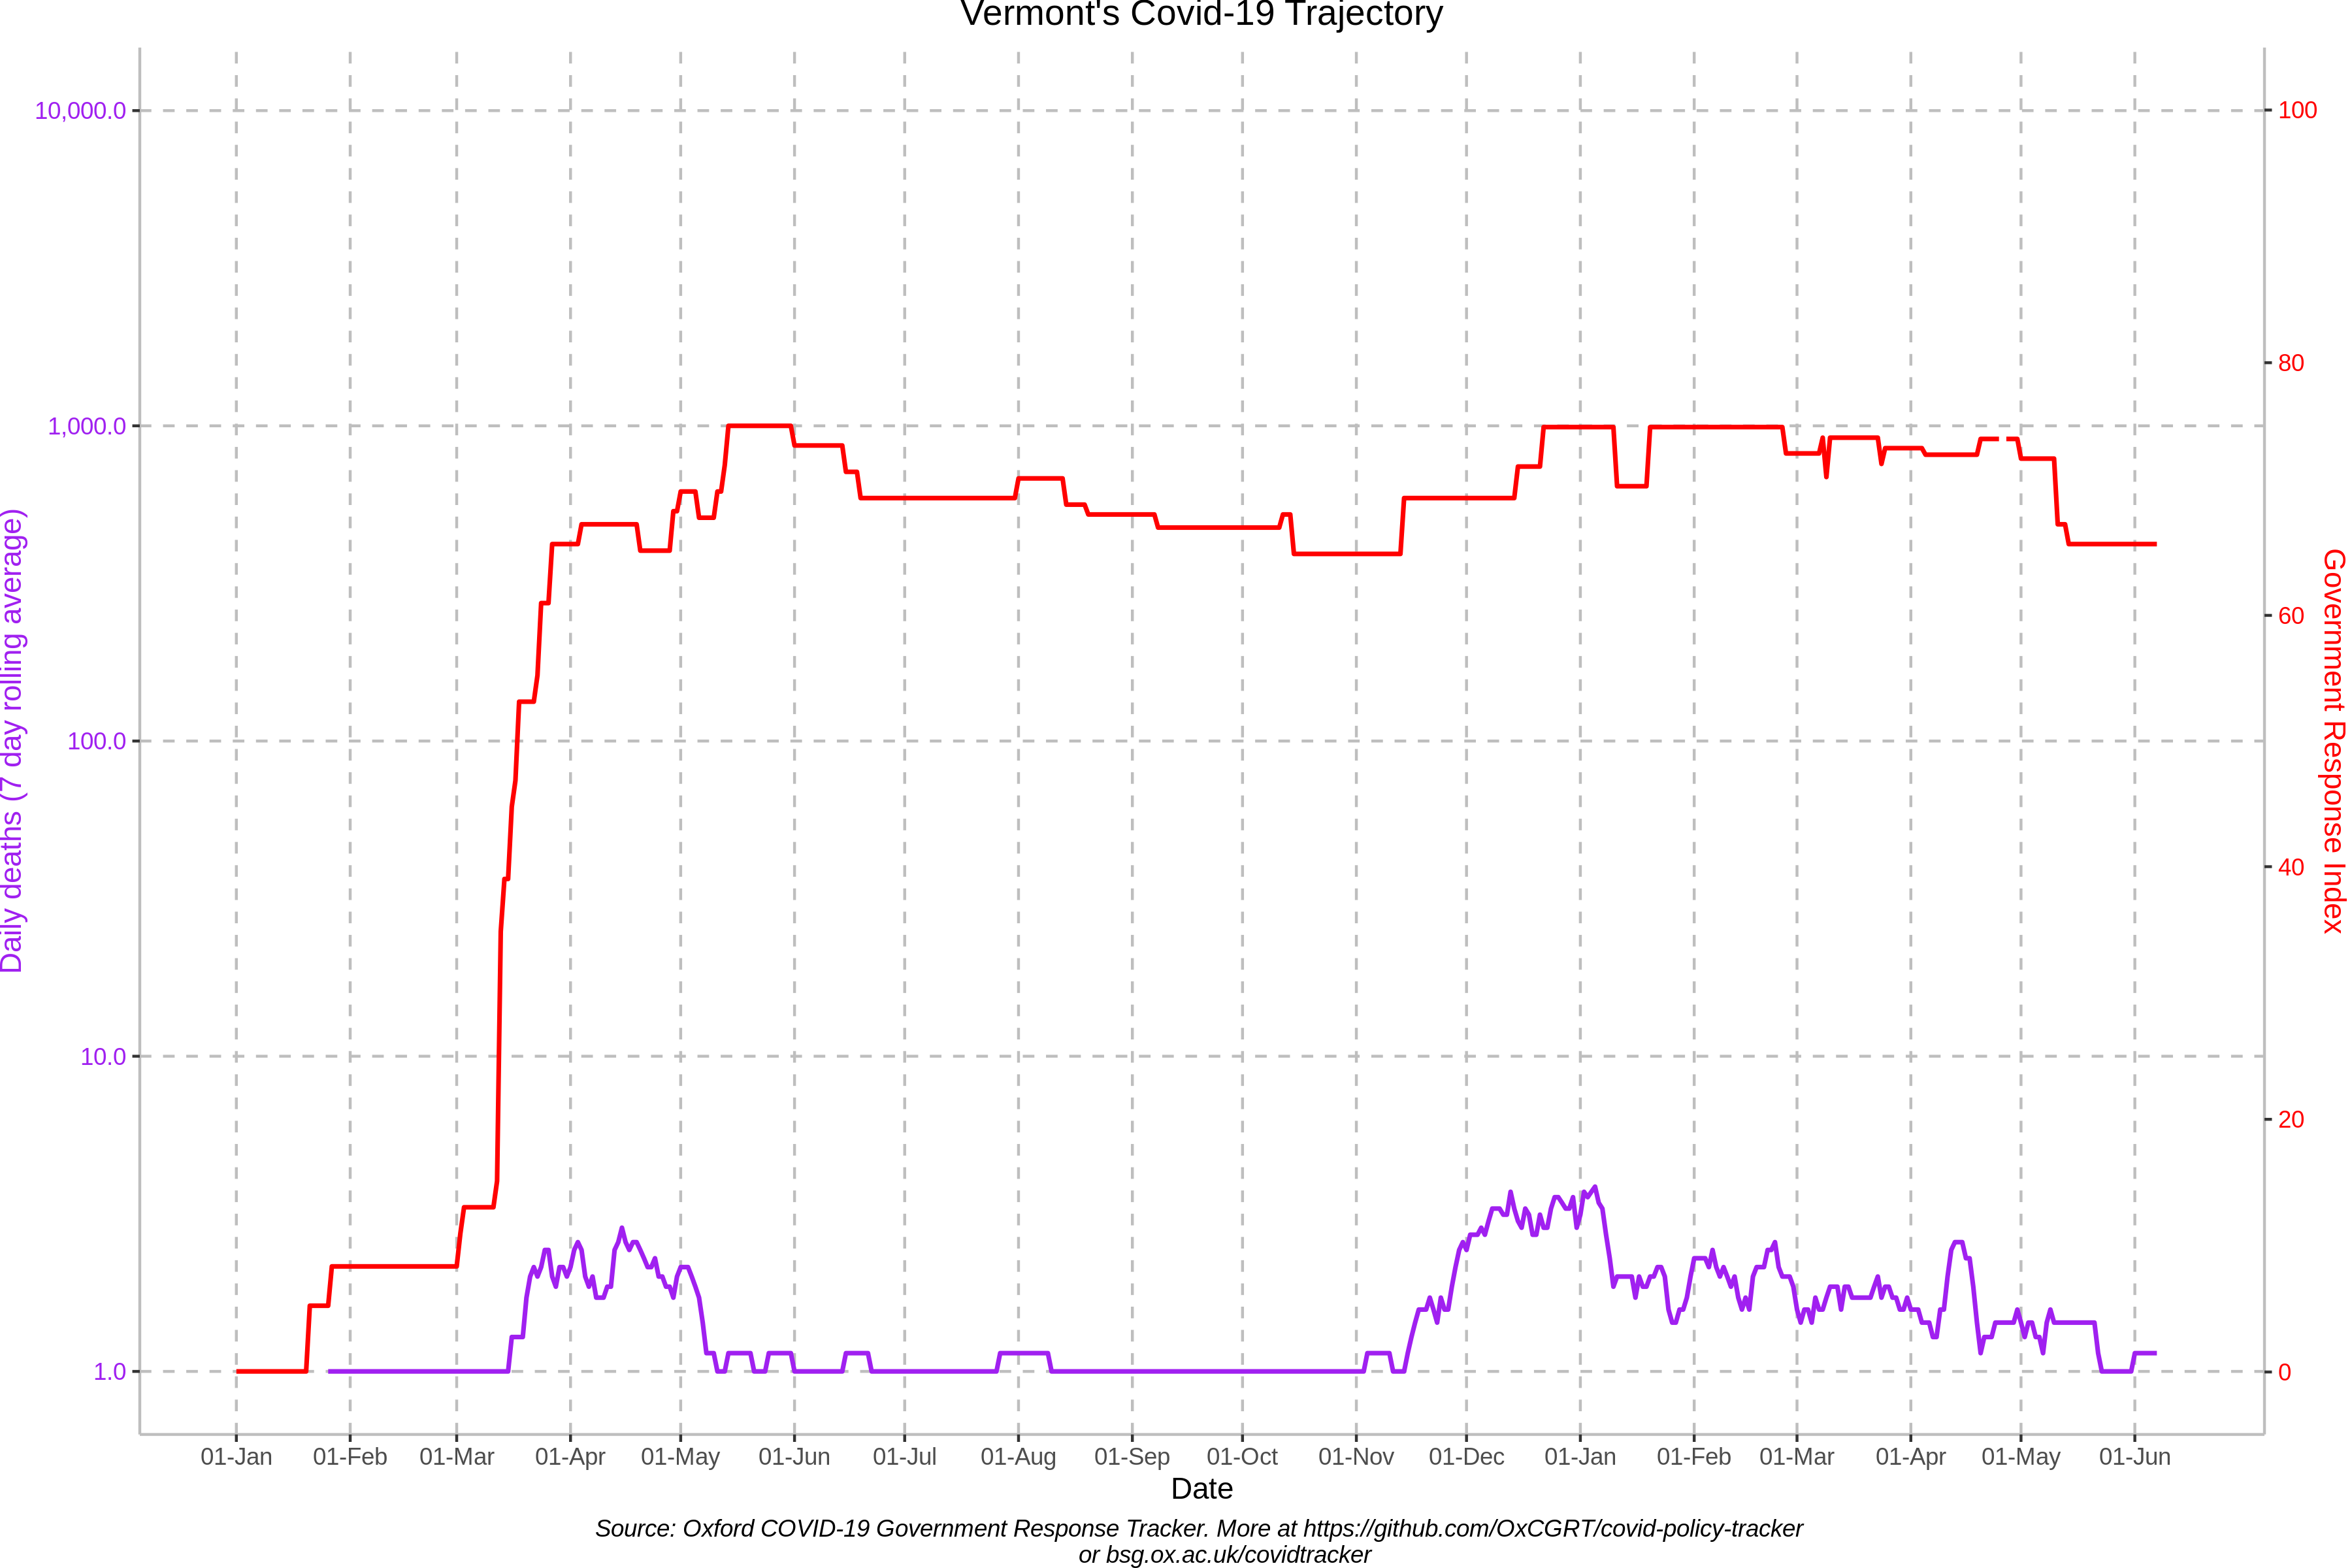 Vermont's Covid-19 Trajectory
10,000.0
1,000.0
100.0
10.0
1.0
Daily deaths (7 day rolling average)
100
80
60
40
20
0
Government Response Index
01-Jan 01-Feb 01-Mar 01-Apr 01-May 01-Jun 01-Jul 01-Aug 01-Sep 01-Oct 01-Nov 01-Dec 01-Jan 01-Feb 01-Mar 01-Apr 01-May 01-Jun
Date
Source: Oxford COVID-19 Government Response Tracker. More at https://github.com/OxCGRT/covid-policy-tracker
or bsg.ox.ac.uk/covidtracker